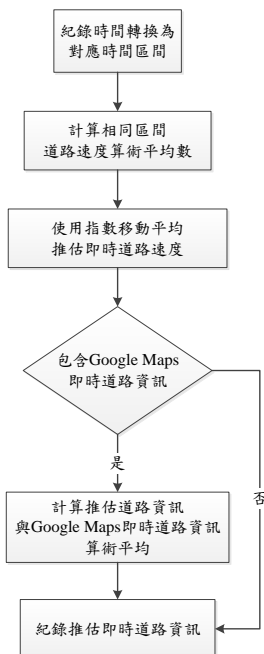 紀錄時間轉換為
對應時間區間
計算相同區間
道路速度算術平均數
使用指數移動平均
推估即時道路速度
包含Google Maps
即時道路資訊
是
否
計算推估道路資訊
與Google Maps即時道路資訊
算術平均
紀錄推估即時道路資訊